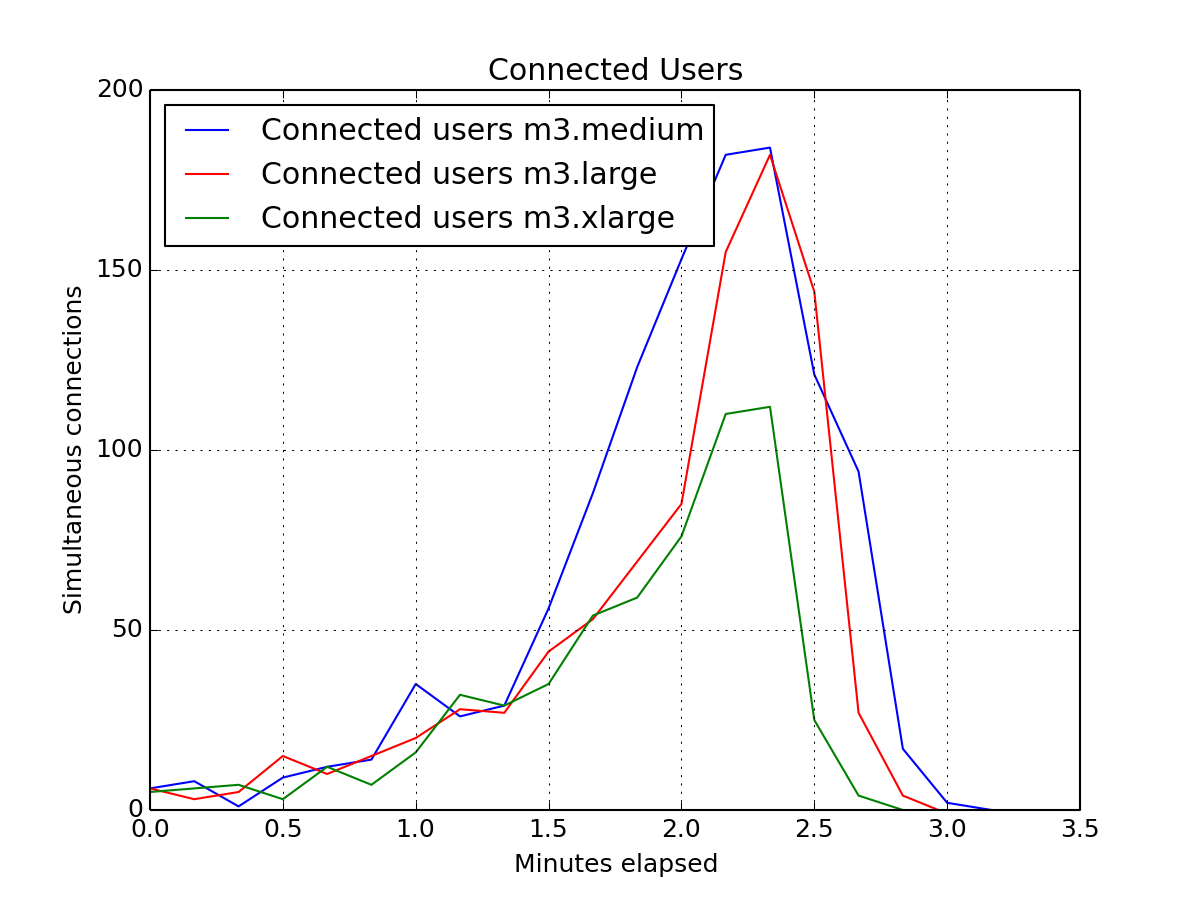 Connected Users
200
Connected users m3.medium
Connected users m3.large
Connected users m3.xlarge
150
100
50
0
Simultaneous connections
0.0 0.5 1.0 1.5 2.0 2.5 3.0 3.5
Minutes elapsed